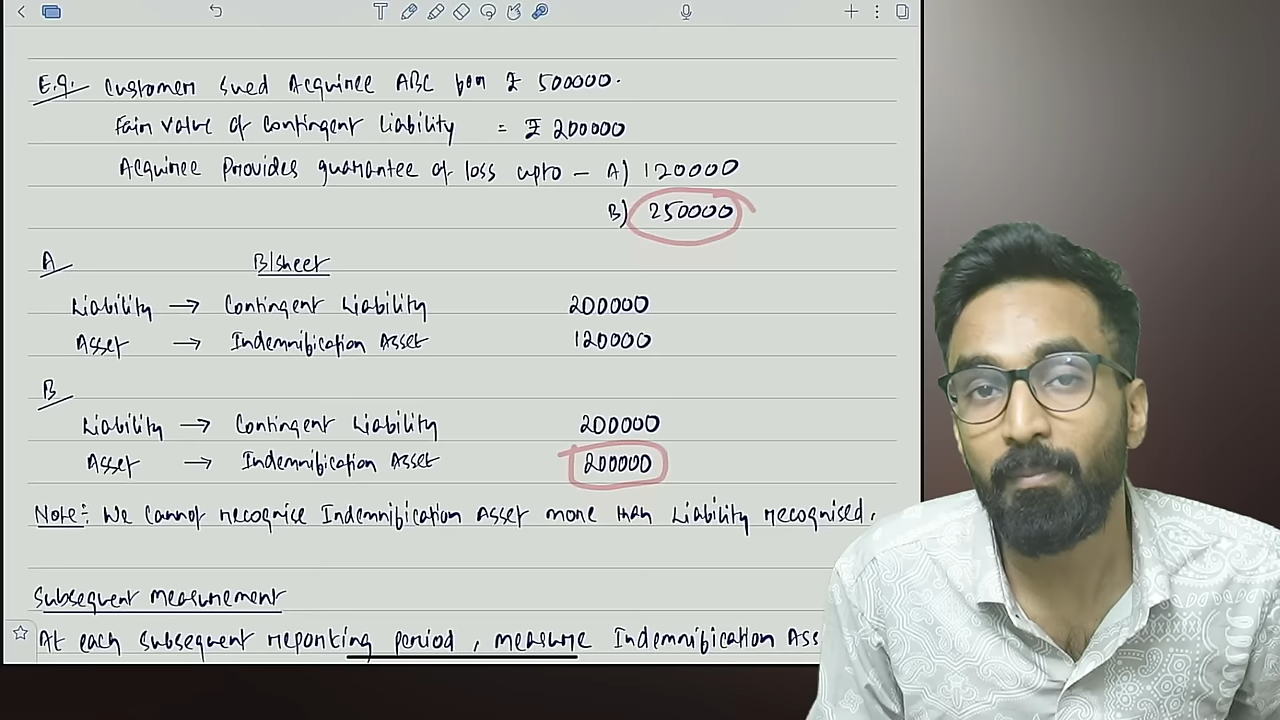 E.g. Customer sued Acquiree ABC for ₹ 500000.
Fair value of Contingent Liability = ₹ 200000
Acquiree Provides guarantee of loss upto - A) 120000
B) 250000
A B/sheet
Liability → Contingent Liability 200000
Asset → Indemnification Asset 120000
B
Liability → Contingent Liability 200000
Asset → Indemnification Asset 200000
Note:- We Cannot recognise Indemnification Asset more than Liability recognised.
Subsequent Measurement
At each subsequent reporting period, measure Indemnification Ass